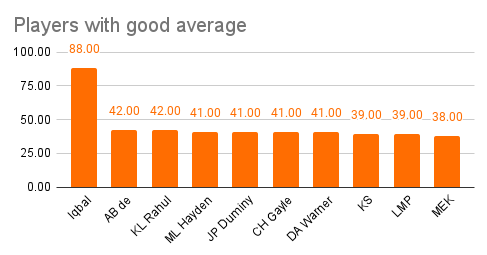 Players with good average
100.00
88.00
75.00
42.00 42.00 41.00 41.00 41.00 41.00 39.00 39.00 38.00
50.00
25.00
0.00
Iqbal AB de KL Rahul ML Hayden JP Duminy CH Gayle DA Warner KS LMP MEK